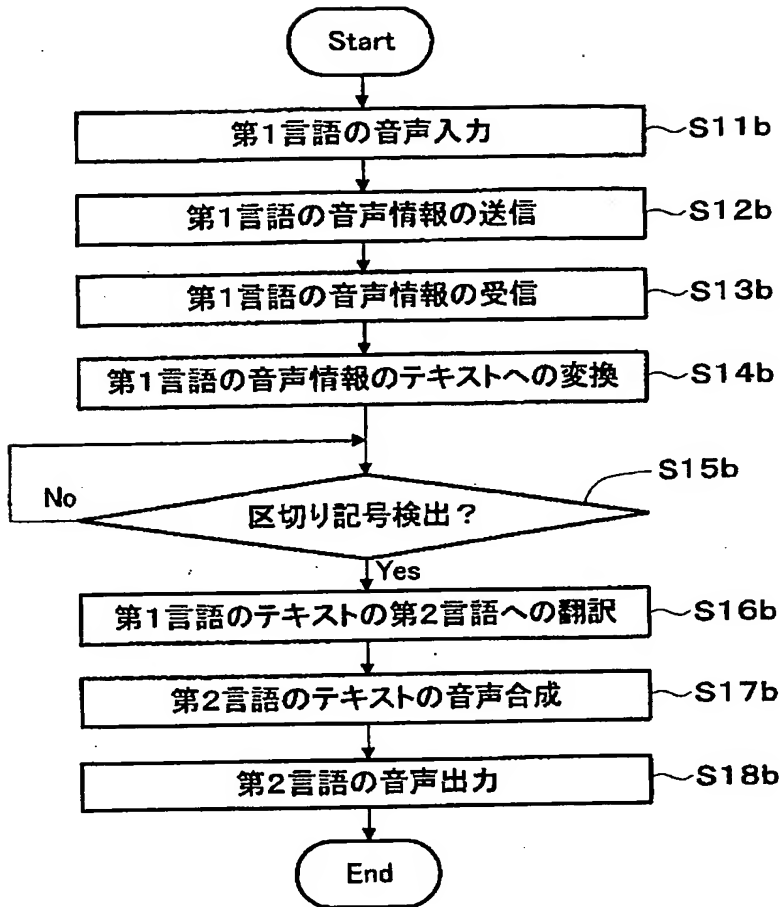 Start
第1言語の音声入力 S11b
第1言語の音声情報の送信 S12b
第1言語の音声情報の受信 S13b
第1言語の音声情報のテキストへの変換 S14b
S15b
No
区切り記号検出？
Yes
第1言語のテキストの第2言語への翻訳 S16b
第2言語のテキストの音声合成 S17b
第2言語の音声出力 S18b
End